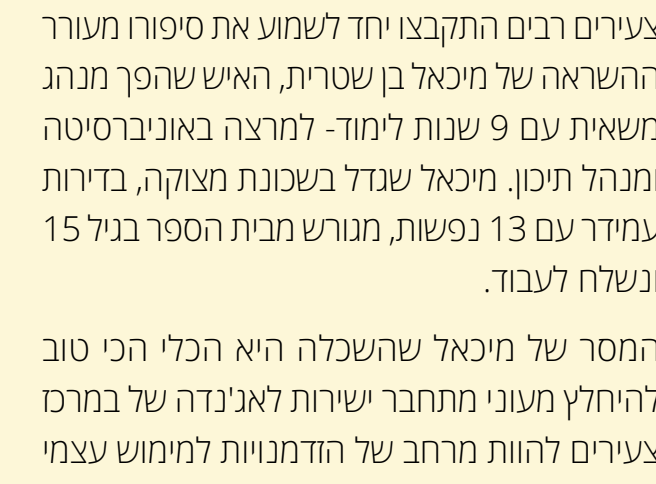 צעירים רבים התקבצו יחד לשמוע את סיפורו מעורר
ההשראה של מיכאל בן שטרית, האיש שהפך מנהג
משאית עם 9 שנות לימוד- למרצה באוניברסיטה
ומנהל תיכון. מיכאל שגדל בשכונת מצוקה, בדירות
עמידר עם 13 נפשות, מגורש מבית הספר בגיל 15
ונשלח לעבוד.
המסר של מיכאל שהשכלה היא הכלי הכי טוב
להיחלץ מעוני מתחבר ישירות לאג'נדה של במרכז
צעירים להוות מרחב של הזדמנויות למימוש עצמי